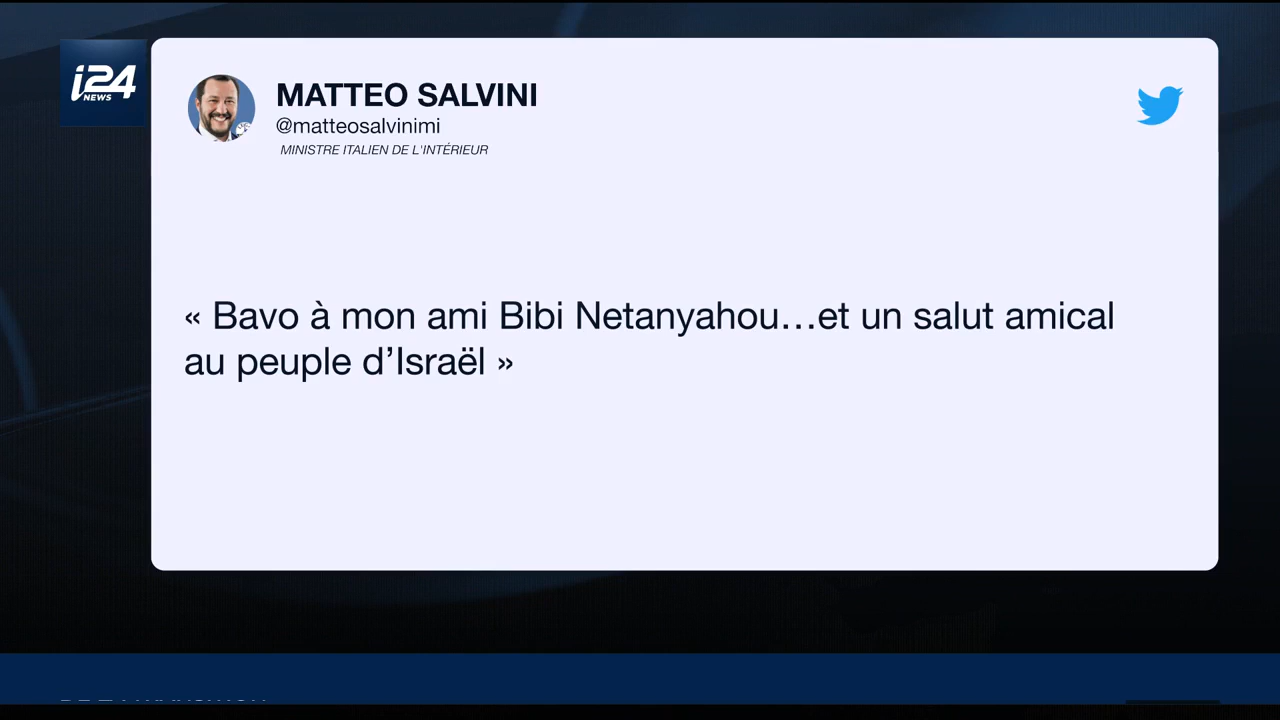 i24
NEWS
MATTEO SALVINI
@matteosalvinimi
MINISTRE ITALIEN DE L'INTÉRIEUR
« Bavo à mon ami Bibi Netanyahou...et un salut amical
au peuple d’Israël »